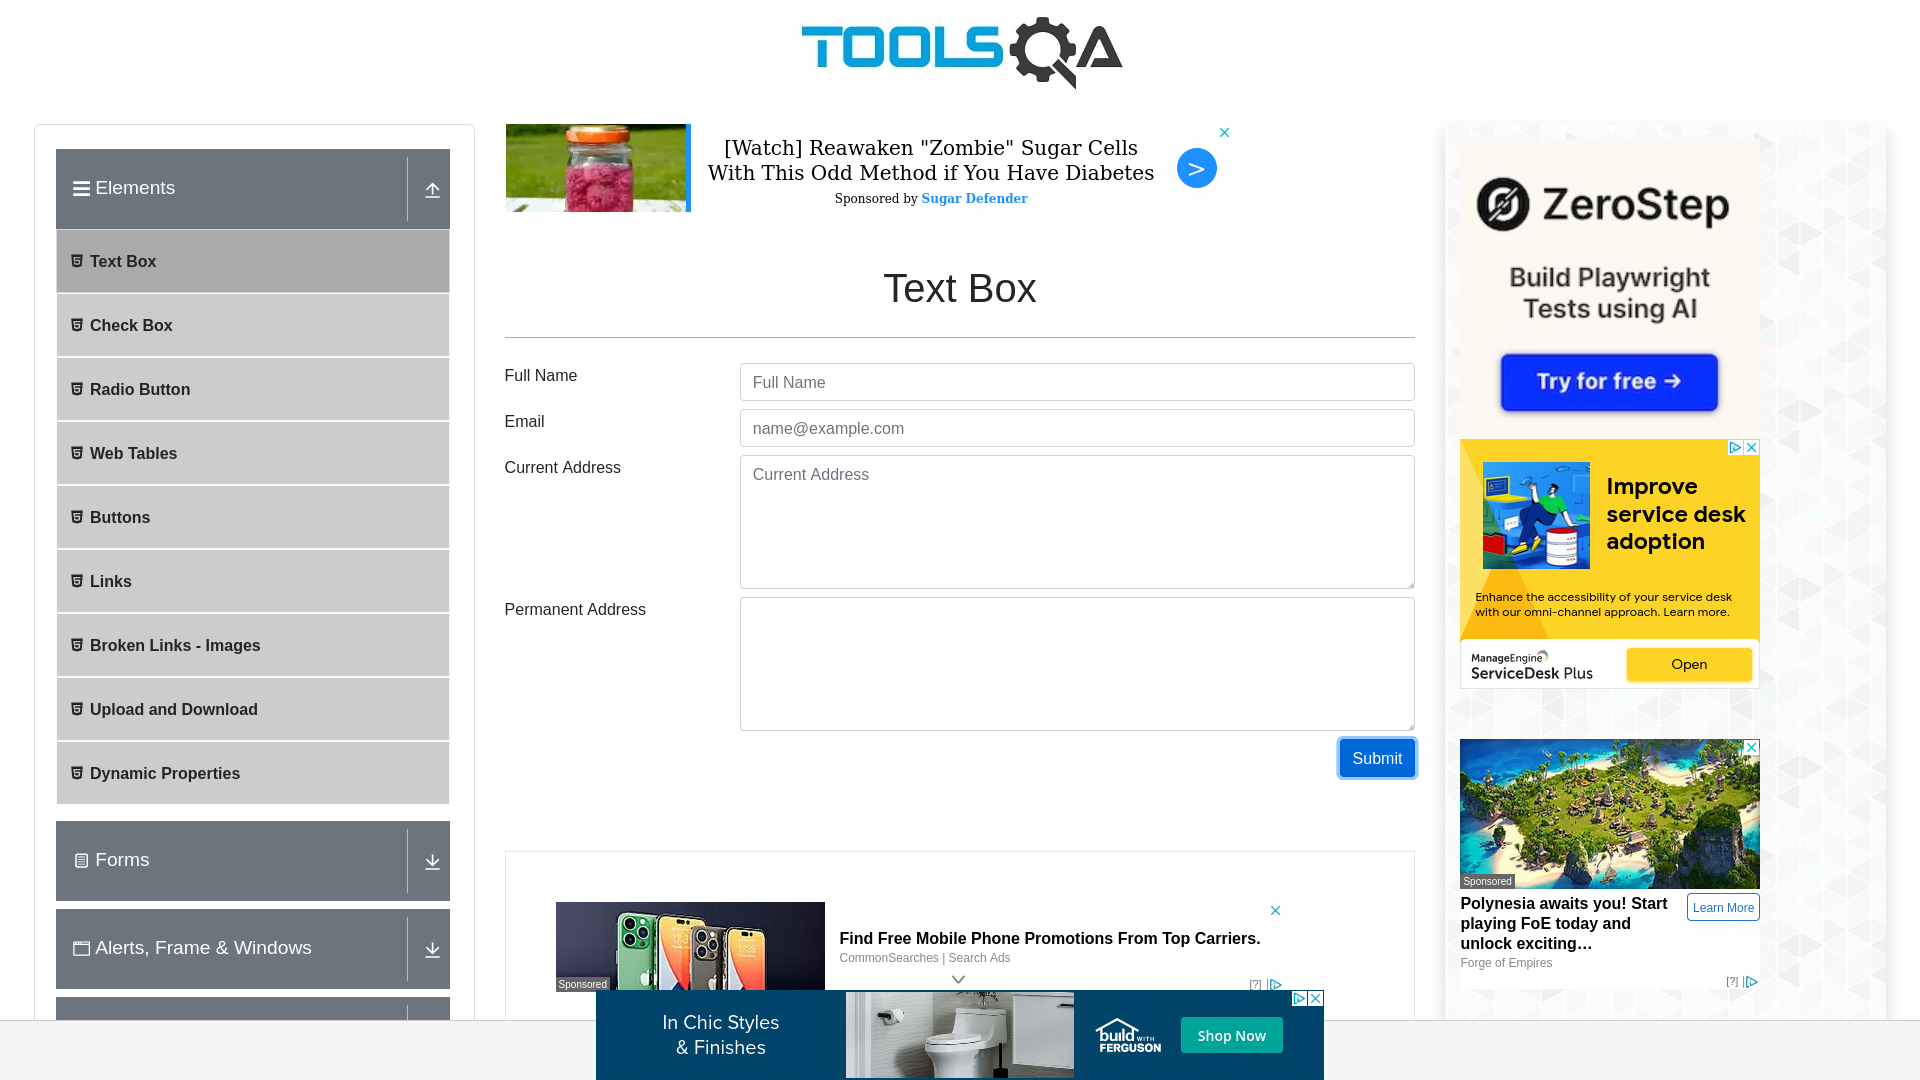 TOOLSQA
[Watch] Reawaken "Zombie" Sugar Cells
With This Odd Method if You Have Diabetes
Sponsored by Sugar Defender
>
Elements
Text Box
Check Box
Radio Button
Web Tables
Buttons
Links
Broken Links - Images
Upload and Download
Dynamic Properties
Forms
Alerts, Frame & Windows
Text Box
Full Name
Full Name
Email
name@example.com
Current Address
Current Address
Permanent Address
Submit
Find Free Mobile Phone Promotions From Top Carriers.
CommonSearches | Search Ads
Sponsored
[?]
ZeroStep
Build Playwright
Tests using AI
Try for free →
Improve
service desk
adoption
Enhance the accessibility of your service desk
with our omni-channel approach. Learn more.
ManageEngine
ServiceDesk Plus
Open
Sponsored
Polynesia awaits you! Start
playing FoE today and
unlock exciting…
Learn More
Forge of Empires
[?]
In Chic Styles
& Finishes
build WITH
FERGUSON
Shop Now